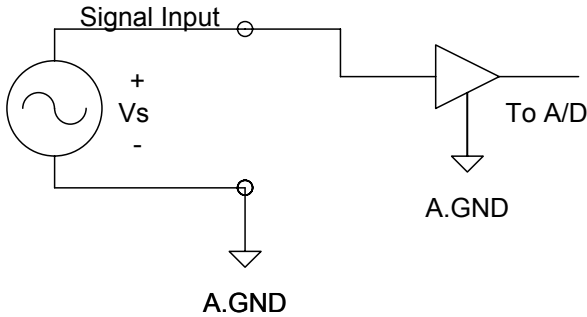 Signal Input
+
Vs
-
To A/D
A.GND
A.GND